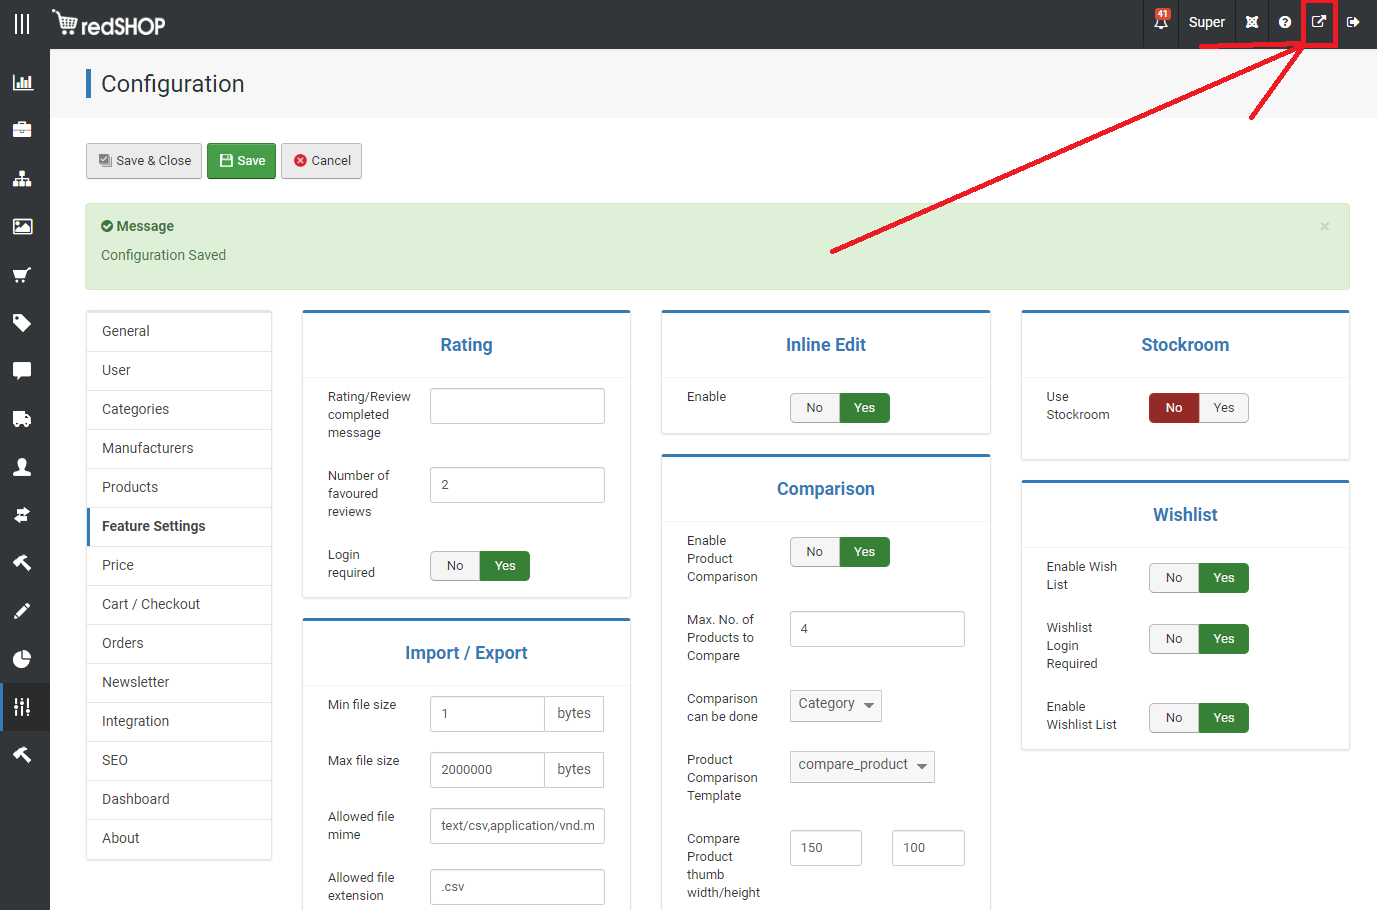 redSHOP
41
Super
Configuration
Save & Close
Save
Cancel
Message
×
Configuration Saved
General
User
Categories
Manufacturers
Products
Feature Settings
Price
Cart / Checkout
Orders
Newsletter
Integration
SEO
Dashboard
About
Rating
Rating/Review
completed
message
Number of
favoured
reviews
2
Login
required
No Yes
Import / Export
Min file size
1 bytes
Max file size
2000000 bytes
Allowed file
mime
text/csv,application/vnd.m
Allowed file
extension
.csv
Inline Edit
Enable
No Yes
Comparison
Enable
Product
Comparison
No Yes
Max. No. of
Products to
Compare
4
Comparison
can be done
Category
Product
Comparison
Template
compare_product
Compare
Product
thumb
width/height
150 100
Stockroom
Use
Stockroom
No Yes
Wishlist
Enable Wish
List
No Yes
Wishlist
Login
Required
No Yes
Enable
Wishlist List
No Yes